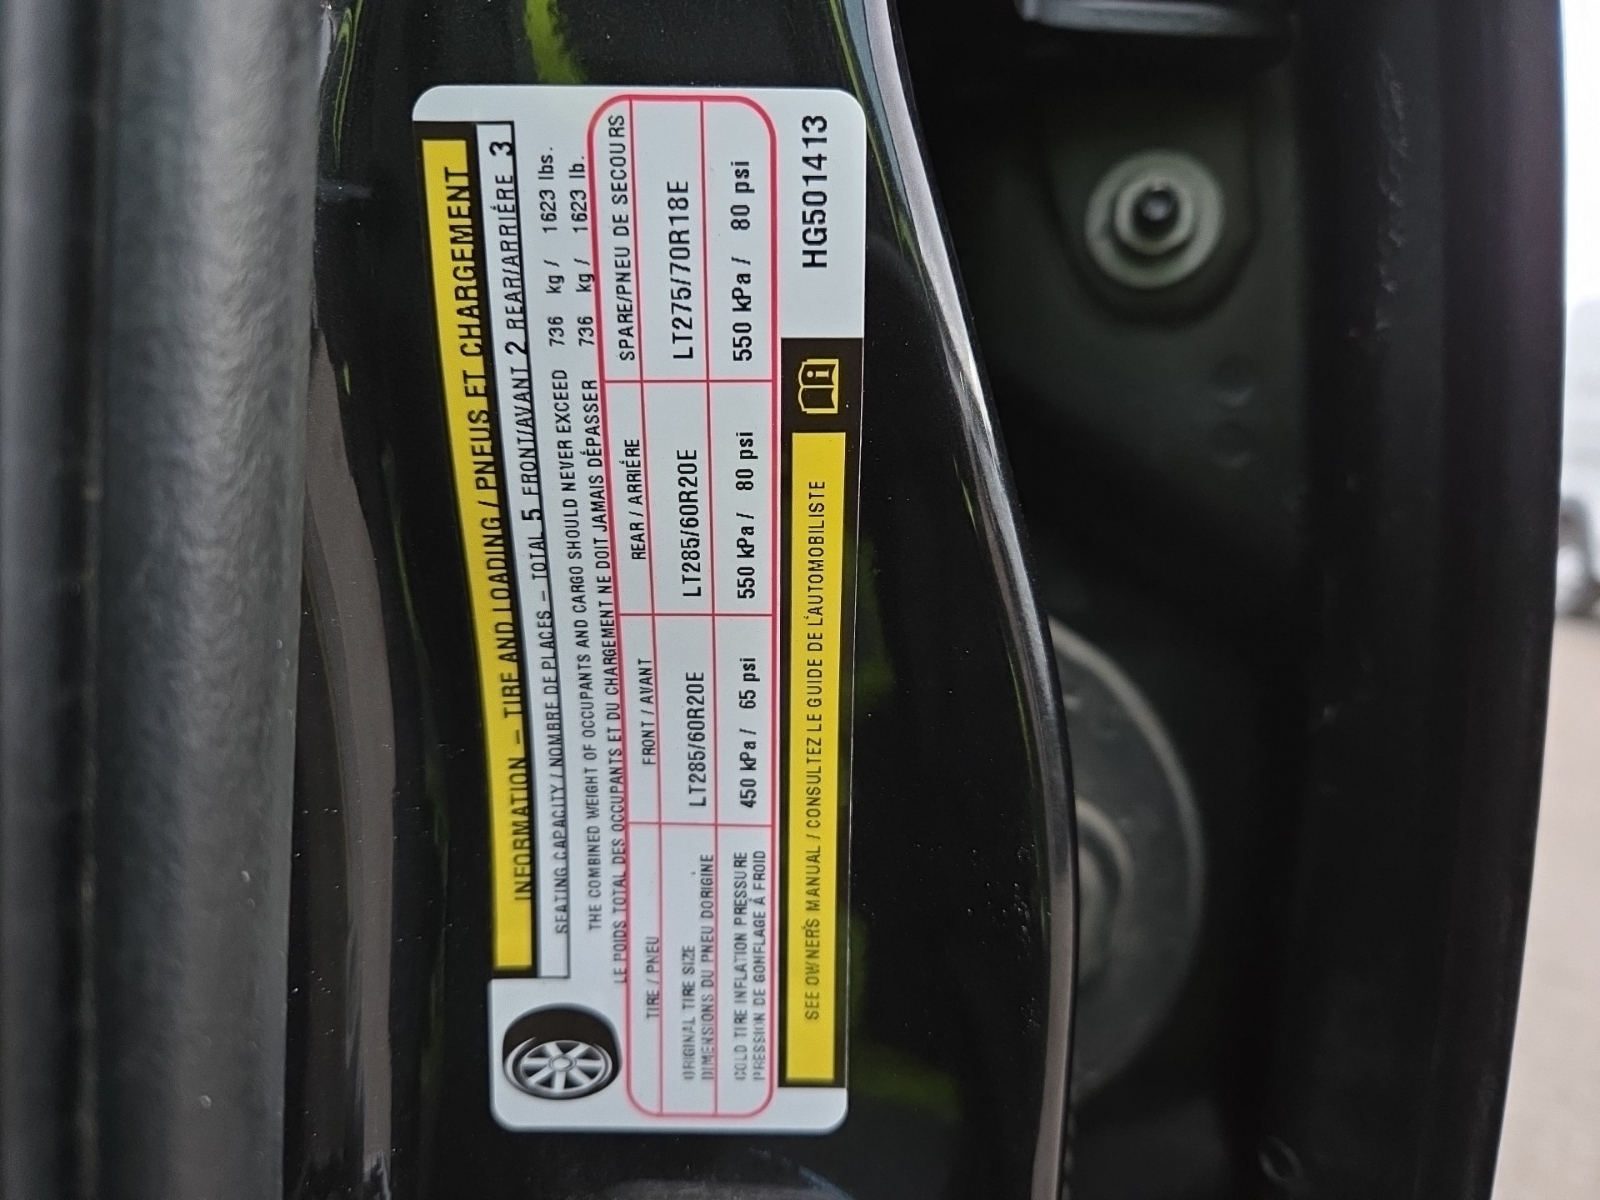 INFORMATION – TIRE AND LOADING / PNEUS ET CHARGEMENT
SEATING CAPACITY / NOMBRE DE PLACES – TOTAL 5 FRONT/AVANT 2 REAR/ARRIÉRE 3
THE COMBINED WEIGHT OF OCCUPANTS AND CARGO SHOULD NEVER EXCEED 736 kg / 1623 lbs.
LE POIDS TOTAL DES OCCUPANTS ET DU CHARGEMENT NE DOIT JAMAIS DÉPASSER 736 kg / 1623 lb.
TIRE / PNEU FRONT / AVANT REAR / ARRIÉRE SPARE/PNEU DE SECOURS
ORIGINAL TIRE SIZE
DIMENSIONS DU PNEU D'ORIGINE LT285/60R20E LT285/60R20E LT275/70R18E
COLD TIRE INFLATION PRESSURE
PRESSION DE GONFLAGE À FROID 450 kPa / 65 psi 550 kPa / 80 psi 550 kPa / 80 psi
SEE OWNER'S MANUAL / CONSULTEZ LE GUIDE DE L'AUTOMOBILISTE
HG501413